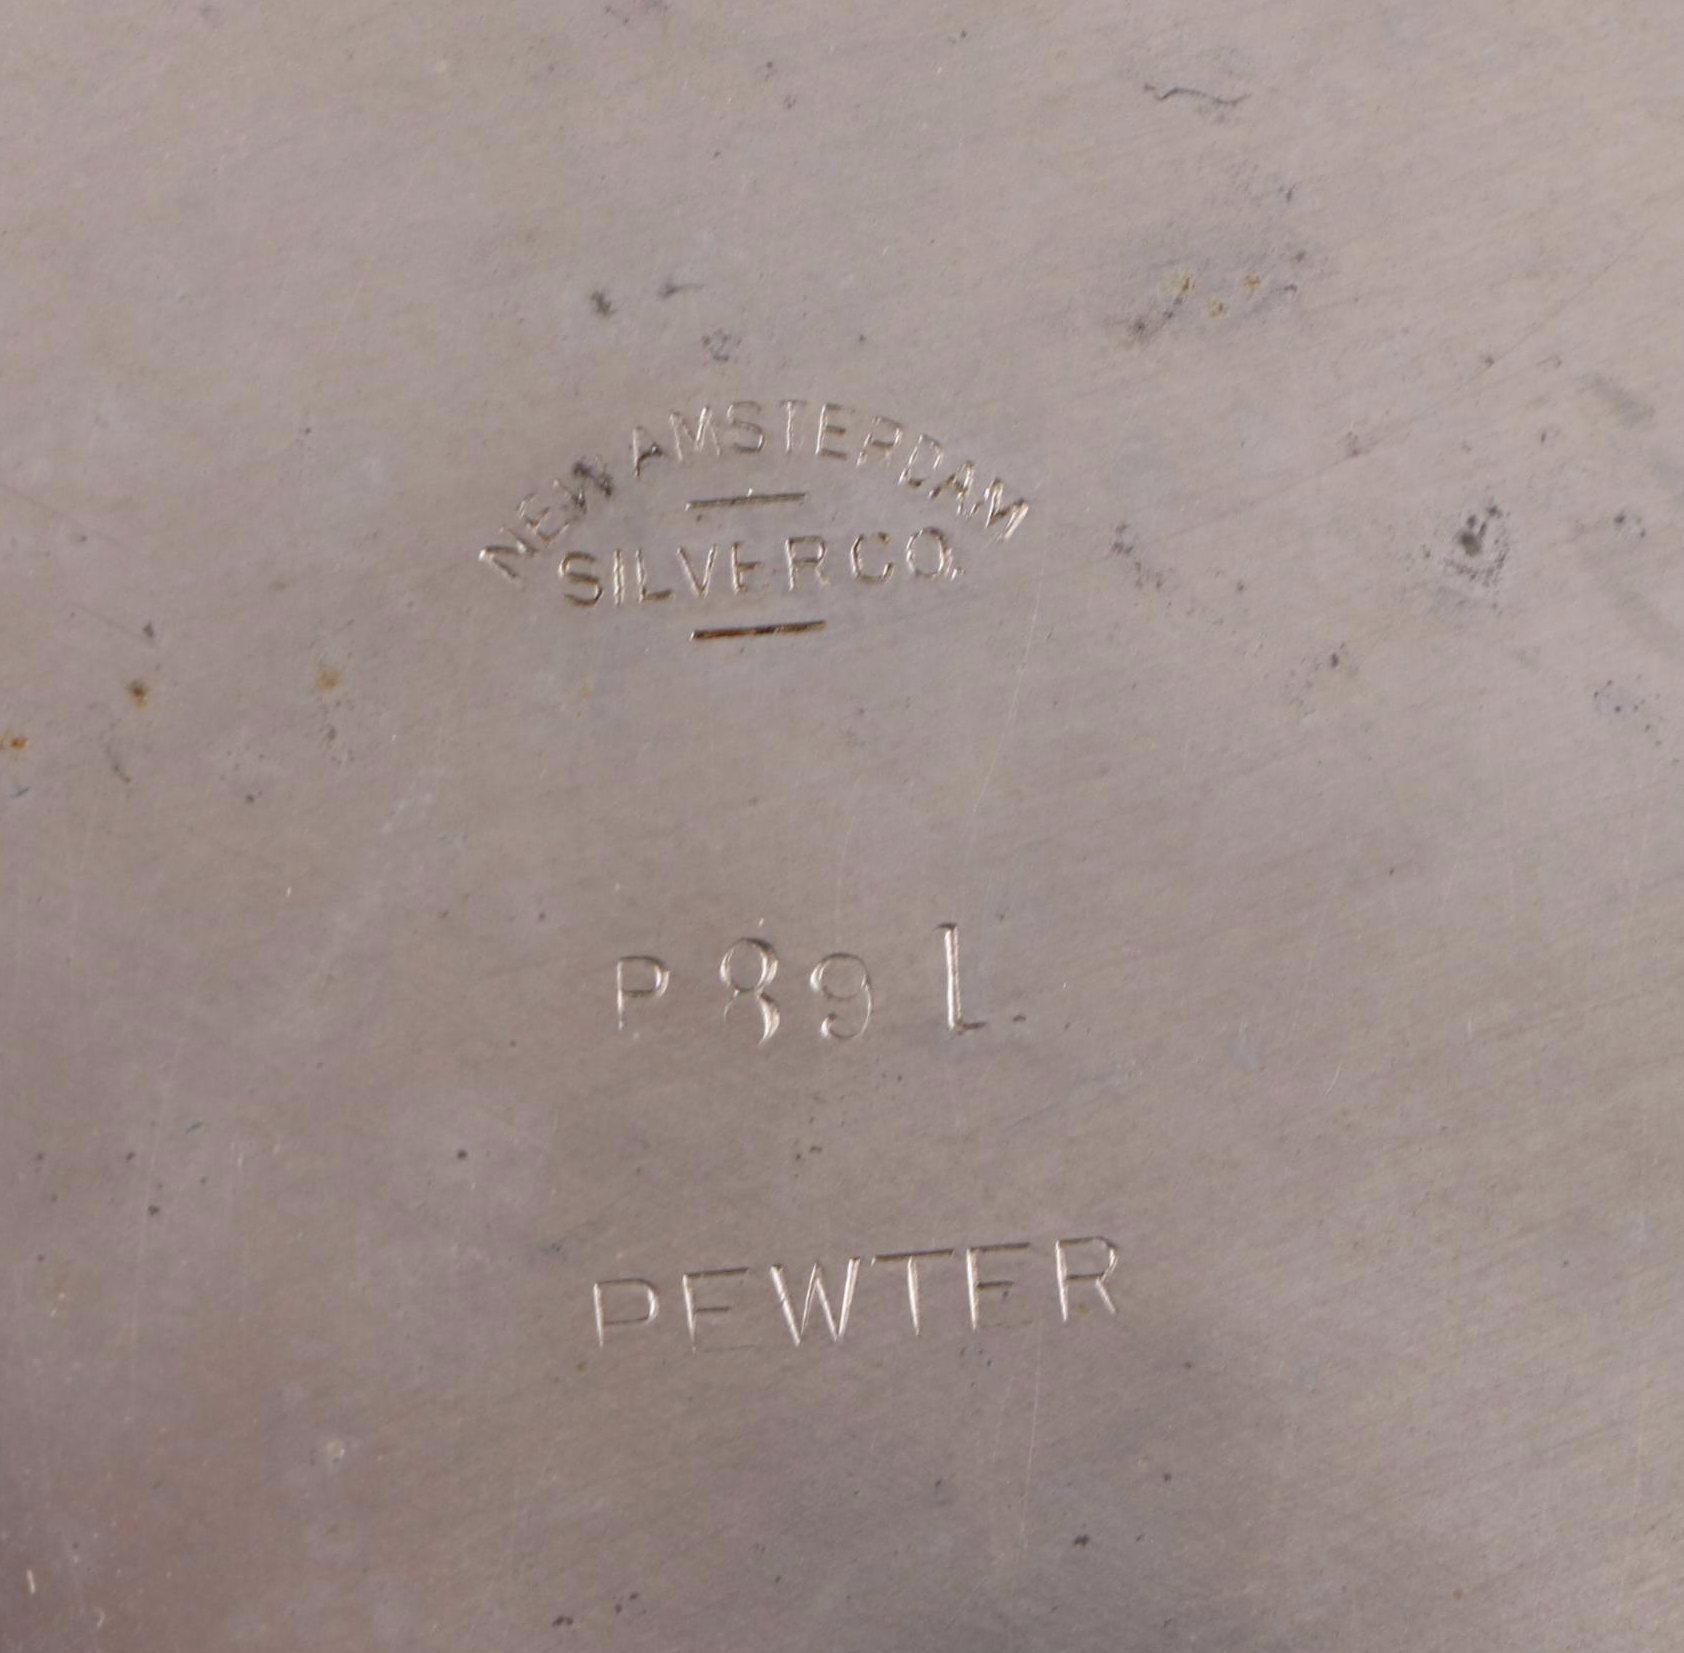 NEW AMSTERDAM
SILVER CO.
P 89 L.
PEWTER